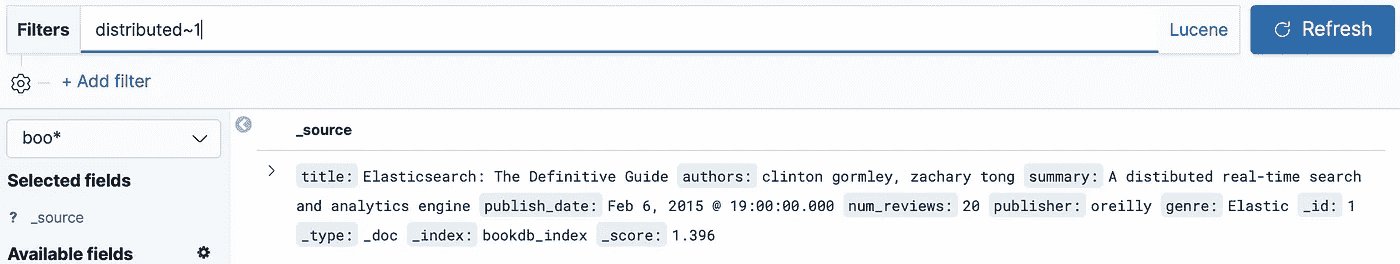 Filters distributed~1 Lucene Refresh
+ Add filter
boo*
_source
Selected fields
title: Elasticsearch: The Definitive Guide authors: clinton gormley, zachary tong summary: A distibuted real-time search
? _source
and analytics engine publish_date: Feb 6, 2015 @ 19:00:00.000 num_reviews: 20 publisher: oreilly genre: Elastic _id: 1
_type: _doc _index: bookdb_index _score: 1.396
Available fields